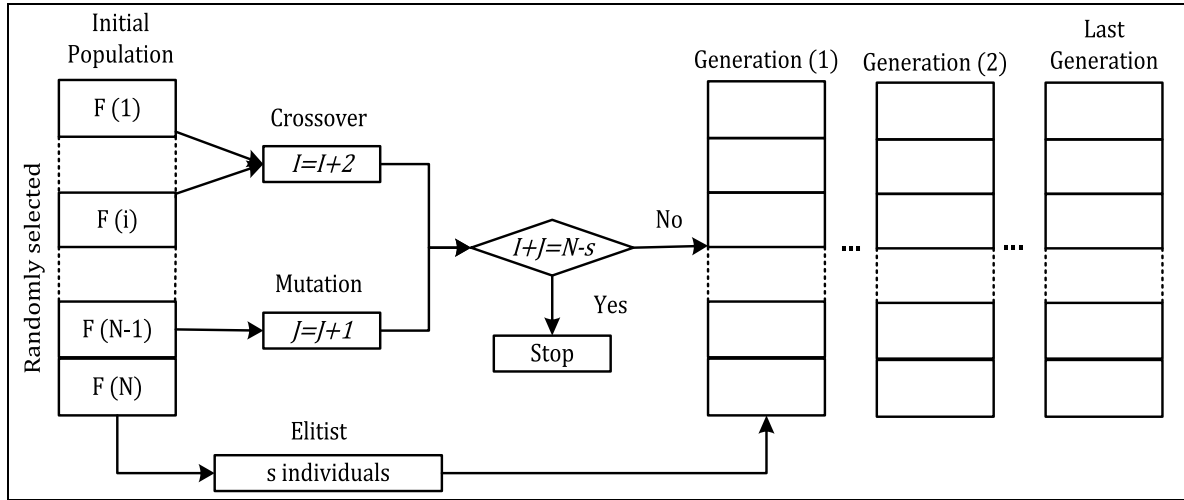 Initial
Population
Randomly selected
F (1)
F (i)
F (N-1)
F (N)
Crossover
I=I+2
Mutation
J=J+1
Elitist
s individuals
I+J=N-s
No
Yes
Stop
Generation (1)
...
Generation (2)
...
Last
Generation